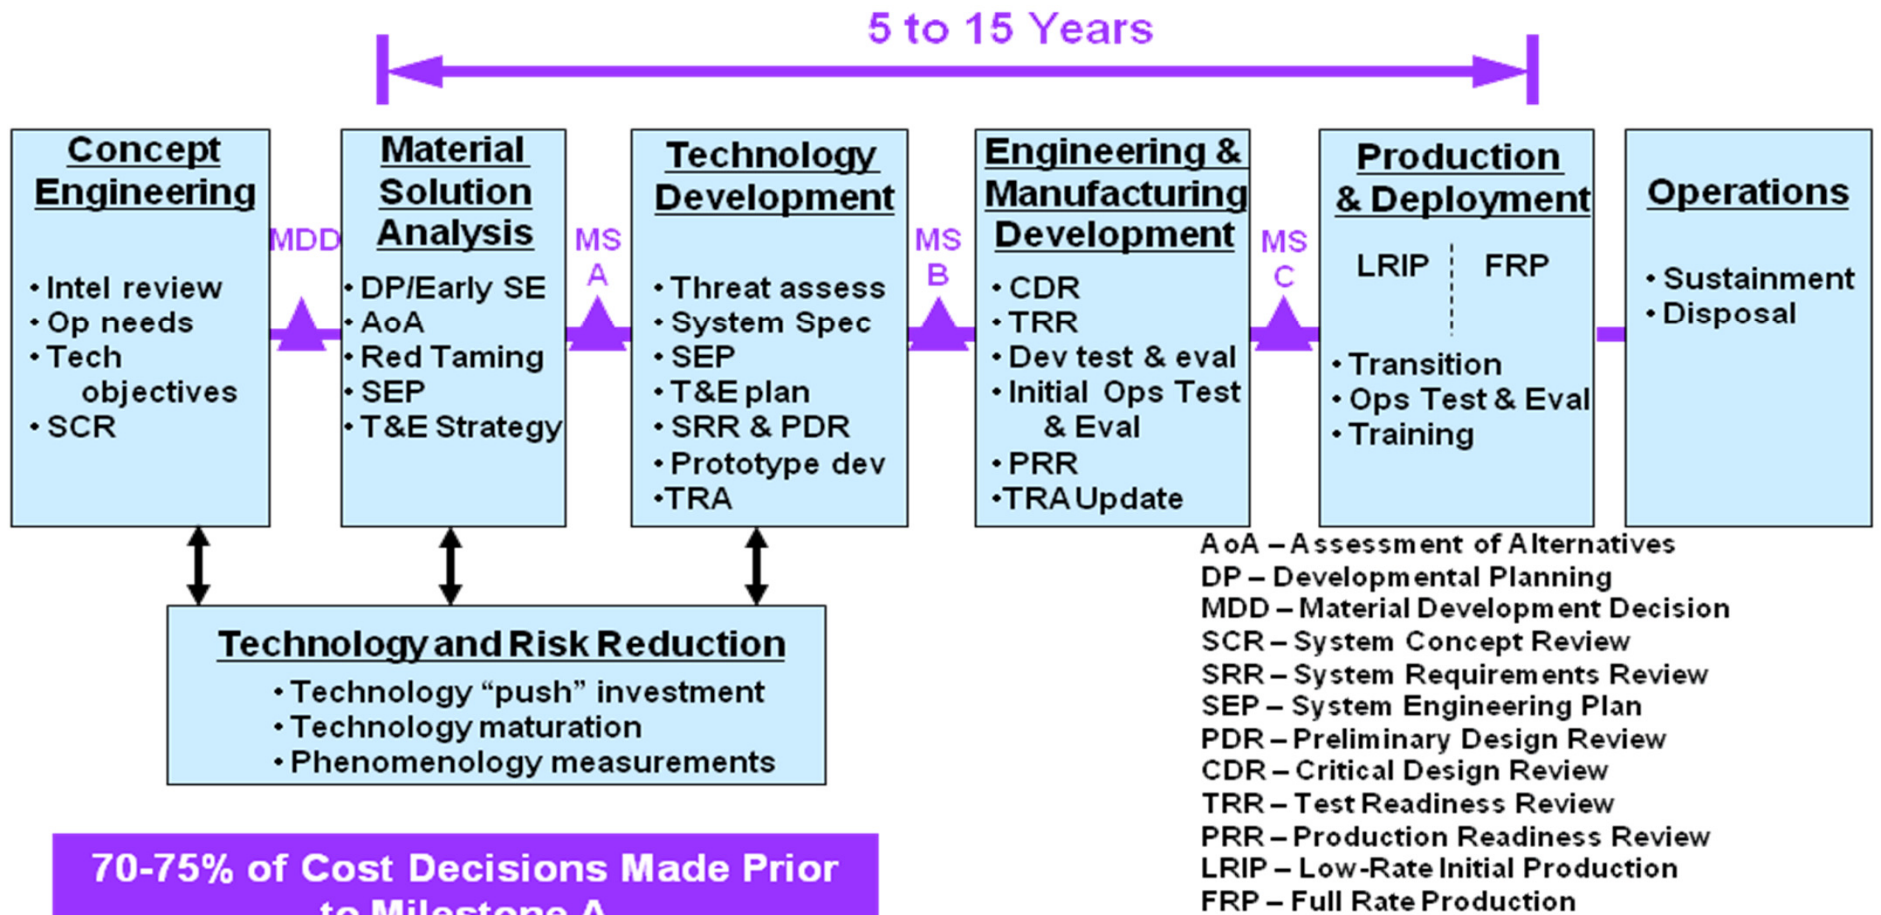 5 to 15 Years
Concept
Engineering
• Intel review
• Op needs
• Tech
objectives
• SCR
MDD
Material
Solution
Analysis
• DP/Early SE
• AoA
• Red Taming
• SEP
• T&E Strategy
MS
A
Technology
Development
• Threat assess
• System Spec
• SEP
• T&E plan
• SRR & PDR
• Prototype dev
• TRA
MS
B
Engineering &
Manufacturing
Development
• CDR
• TRR
• Dev test & eval
• Initial Ops Test
& Eval
• PRR
• TRA Update
MS
C
Production
& Deployment
LRIP FRP
• Transition
• Ops Test & Eval
• Training
Operations
• Sustainment
• Disposal
Technology and Risk Reduction
• Technology “push” investment
• Technology maturation
• Phenomenology measurements
70-75% of Cost Decisions Made Prior
to Milestone A
AoA – Assessment of Alternatives
DP – Developmental Planning
MDD – Material Development Decision
SCR – System Concept Review
SRR – System Requirements Review
SEP – System Engineering Plan
PDR – Preliminary Design Review
CDR – Critical Design Review
TRR – Test Readiness Review
PRR – Production Readiness Review
LRIP – Low-Rate Initial Production
FRP – Full Rate Production